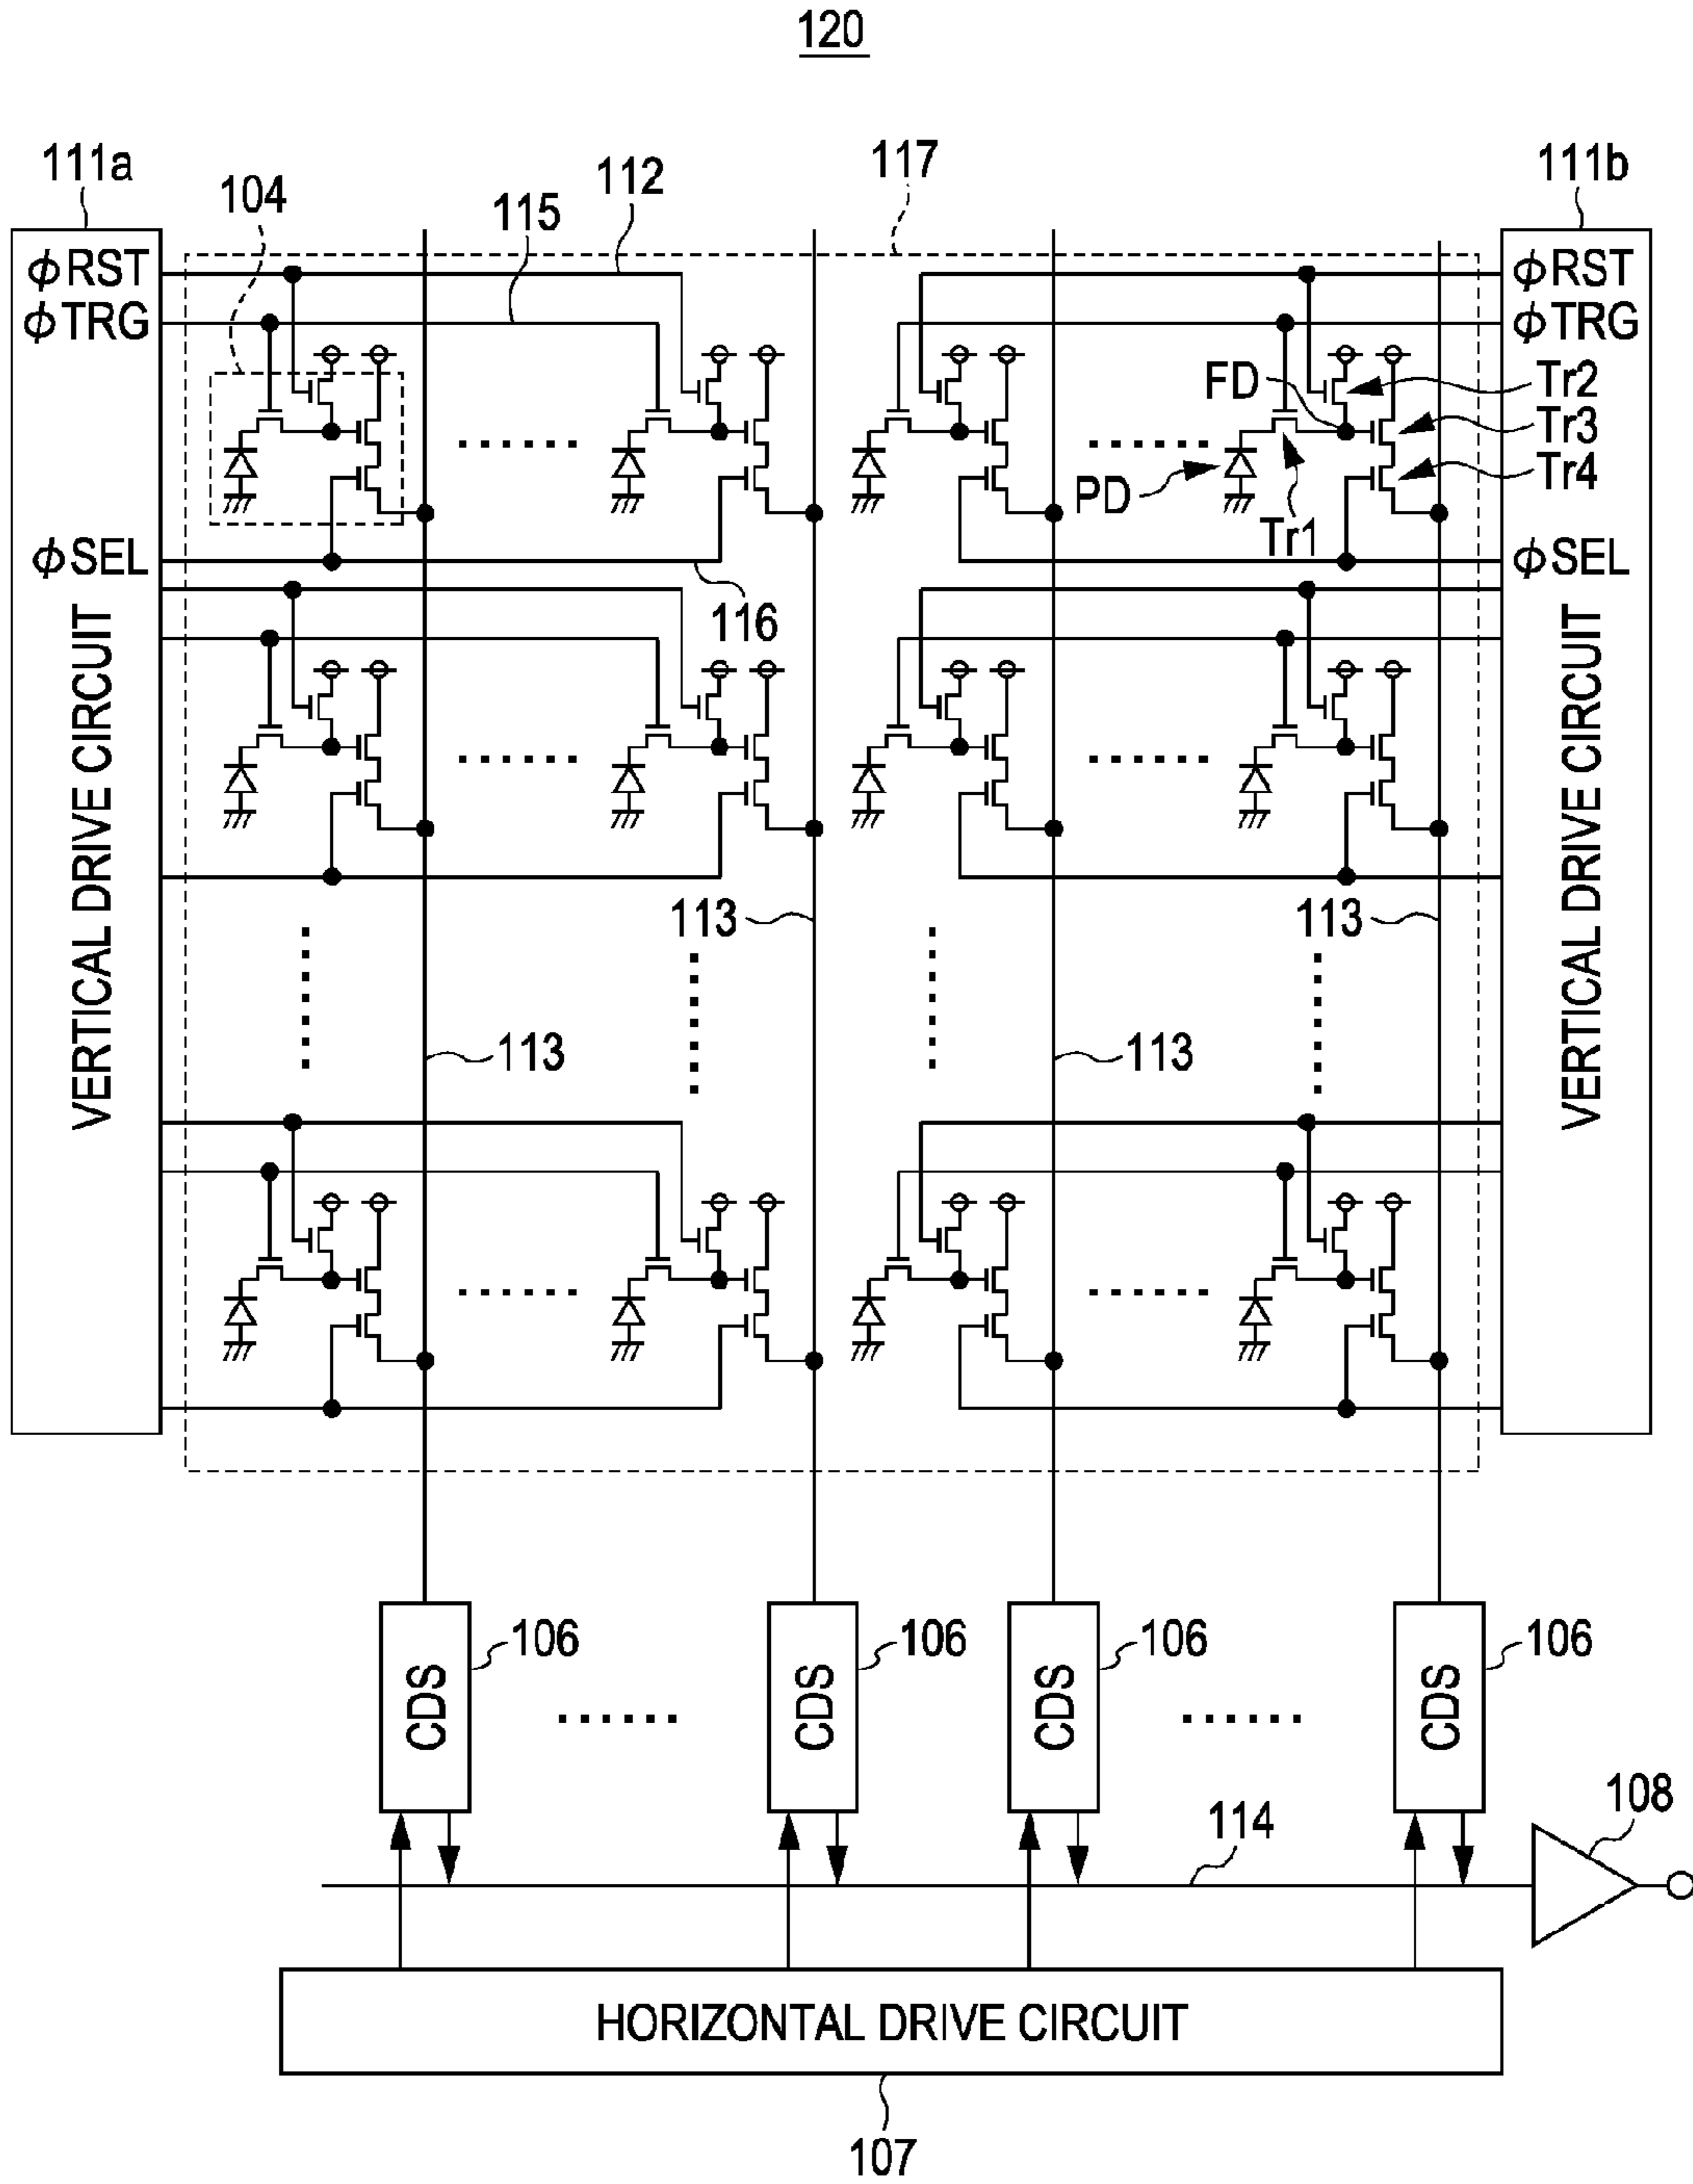 120
111a
104
115
112
117
111b
φRST
φTRG
φSEL
VERTICAL DRIVE CIRCUIT
116
FD
PD
Tr1
φRST
φTRG
Tr2
Tr3
Tr4
φSEL
VERTICAL DRIVE CIRCUIT
113
113
113
113
CDS
106
CDS
106
CDS
106
CDS
106
114
108
HORIZONTAL DRIVE CIRCUIT
107